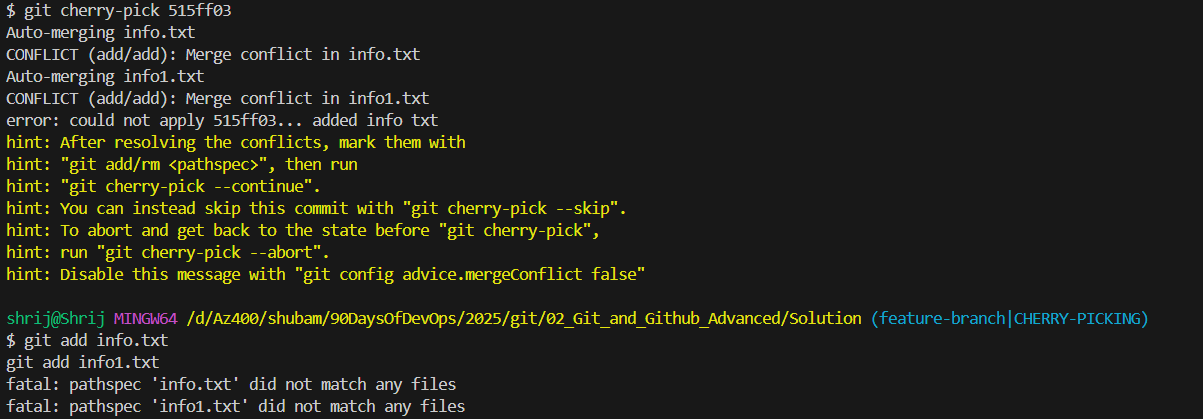 $ git cherry-pick 515ff03
Auto-merging info.txt
CONFLICT (add/add): Merge conflict in info.txt
Auto-merging info1.txt
CONFLICT (add/add): Merge conflict in info1.txt
error: could not apply 515ff03... added info txt
hint: After resolving the conflicts, mark them with
hint: "git add/rm <pathspec>", then run
hint: "git cherry-pick --continue".
hint: You can instead skip this commit with "git cherry-pick --skip".
hint: To abort and get back to the state before "git cherry-pick",
hint: run "git cherry-pick --abort".
hint: Disable this message with "git config advice.mergeConflict false"
shrij@Shrij MINGW64 /d/Az400/shubam/90DaysOfDevOps/2025/git/02_Git_and_Github_Advanced/Solution (feature-branch|CHERRY-PICKING)
$ git add info.txt
git add info1.txt
fatal: pathspec 'info.txt' did not match any files
fatal: pathspec 'info1.txt' did not match any files